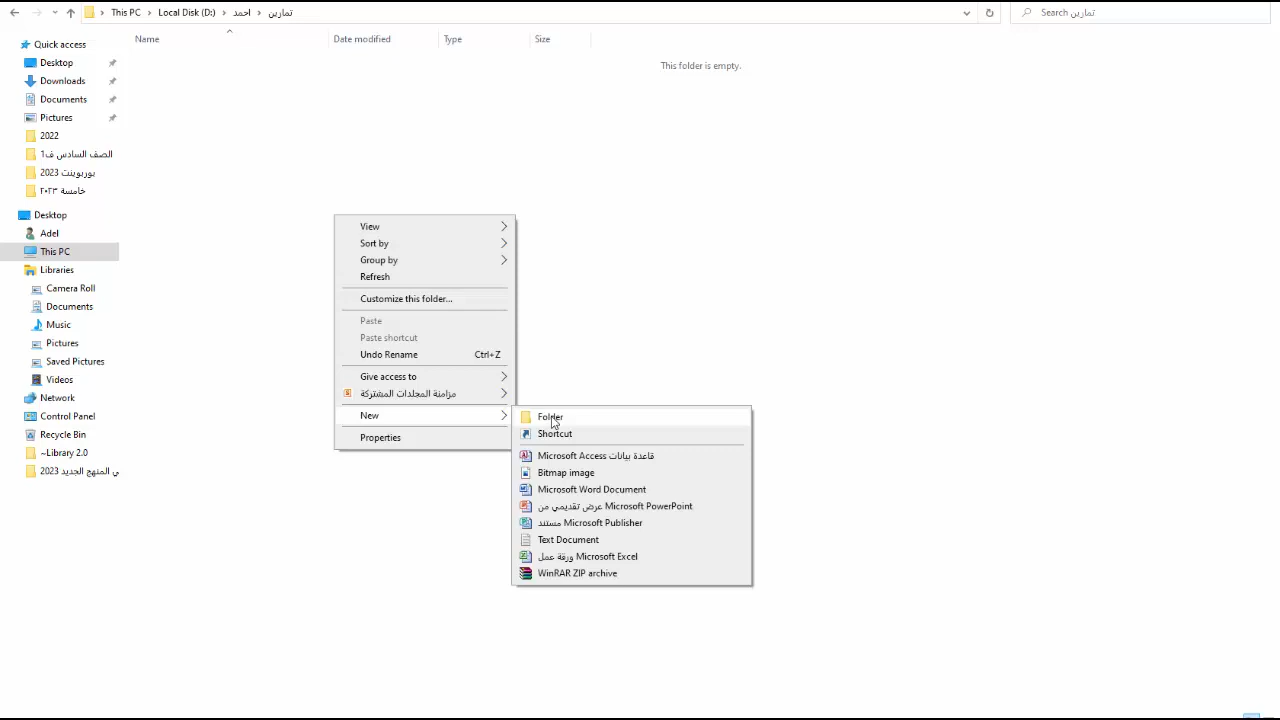 This PC
Local Disk (D:)
احمد
تمارين
Search تمارين
Name
Date modified
Type
Size
This folder is empty.
Quick access
Desktop
Downloads
Documents
Pictures
2022
الصف السادس ف1
بوربوينت 2023
خامسة ٢٠٢٣
Desktop
Adel
This PC
Libraries
Camera Roll
Documents
Music
Pictures
Saved Pictures
Videos
Network
Control Panel
Recycle Bin
~Library 2.0
ي المنهج الجديد 2023
View
Sort by
Group by
Refresh
Customize this folder...
Paste
Paste shortcut
Undo Rename Ctrl+Z
Give access to
مزامنة المجلدات المشتركة
New
Properties
Folder
Shortcut
قاعدة بيانات Microsoft Access
Bitmap image
Microsoft Word Document
عرض تقديمي من Microsoft PowerPoint
مستند Microsoft Publisher
Text Document
ورقة عمل Microsoft Excel
WinRAR ZIP archive